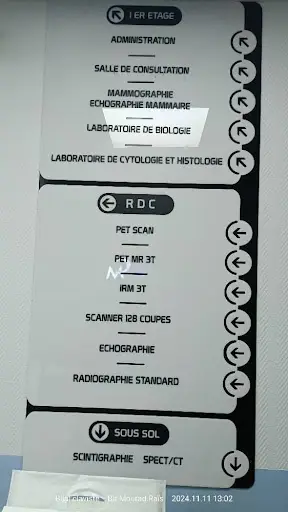 1 ER ETAGE
ADMINISTRATION
SALLE DE CONSULTATION
MAMMOGRAPHIE
ECHOGRAPHIE MAMMAIRE
LABORATOIRE DE BIOLOGIE
LABORATOIRE DE CYTOLOGIE ET HISTOLOGIE
RDC
PET SCAN
PET MR 3T
IRM 3T
SCANNER 128 COUPES
ECHOGRAPHIE
RADIOGRAPHIE STANDARD
SOUS SOL
SCINTIGRAPHIE SPECT/CT
2024.11.11 13:02